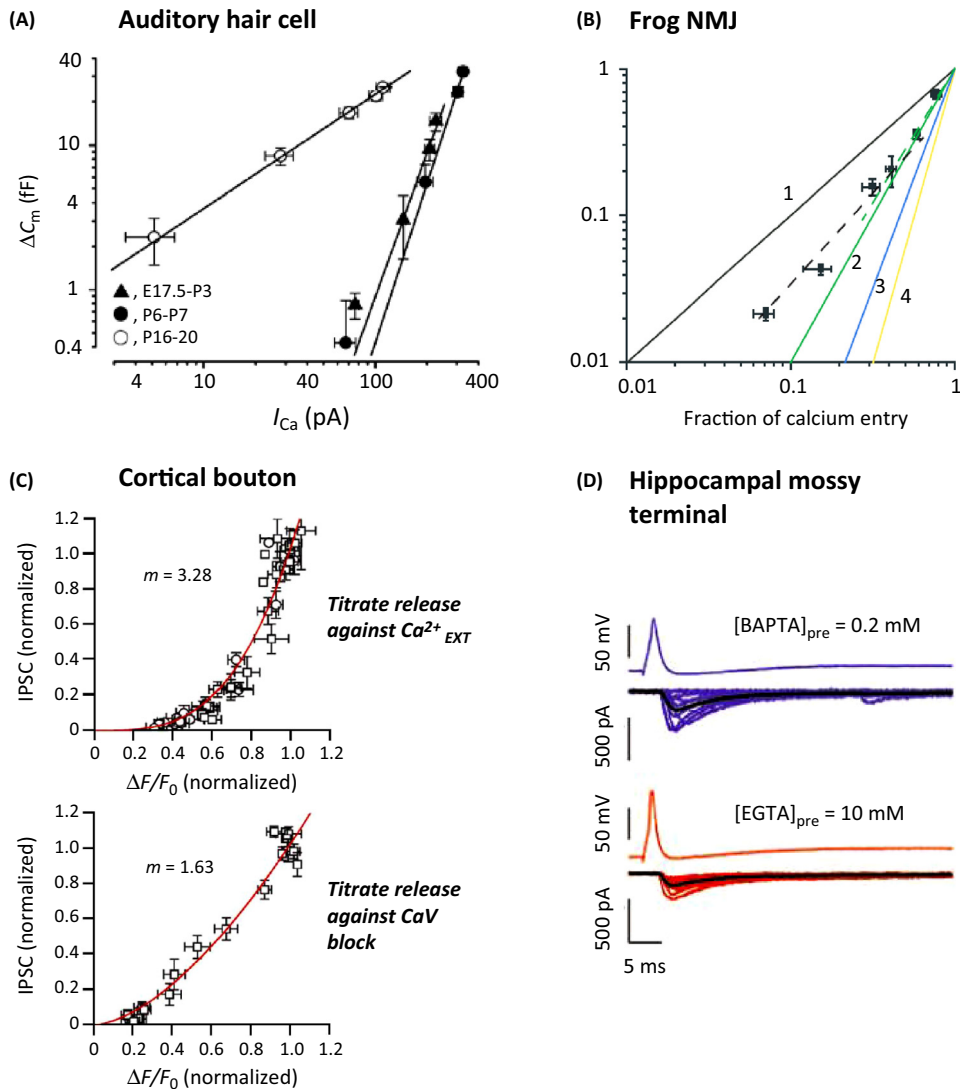 (A) Auditory hair cell
40
10
4
1
0.4
ΔCm (fF)
▲, E17.5-P3
●, P6-P7
○, P16-20
4 10 40 100 400
ICa (pA)
(B) Frog NMJ
1
0.1
0.01
1
2
3
4
0.01 0.1 1
Fraction of calcium entry
(C) Cortical bouton
1.2
1.0
0.8
0.6
0.4
0.2
0
IPSC (normalized)
m = 3.28
Titrate release
against Ca2+ EXT
0 0.2 0.4 0.6 0.8 1.0 1.2
ΔF/F0 (normalized)
1.2
1.0
0.8
0.6
0.4
0.2
0
IPSC (normalized)
m = 1.63
Titrate release
against CaV
block
0 0.2 0.4 0.6 0.8 1.0 1.2
ΔF/F0 (normalized)
(D) Hippocampal mossy
terminal
50 mV
[BAPTA]pre = 0.2 mM
500 pA
50 mV
[EGTA]pre = 10 mM
500 pA
5 ms